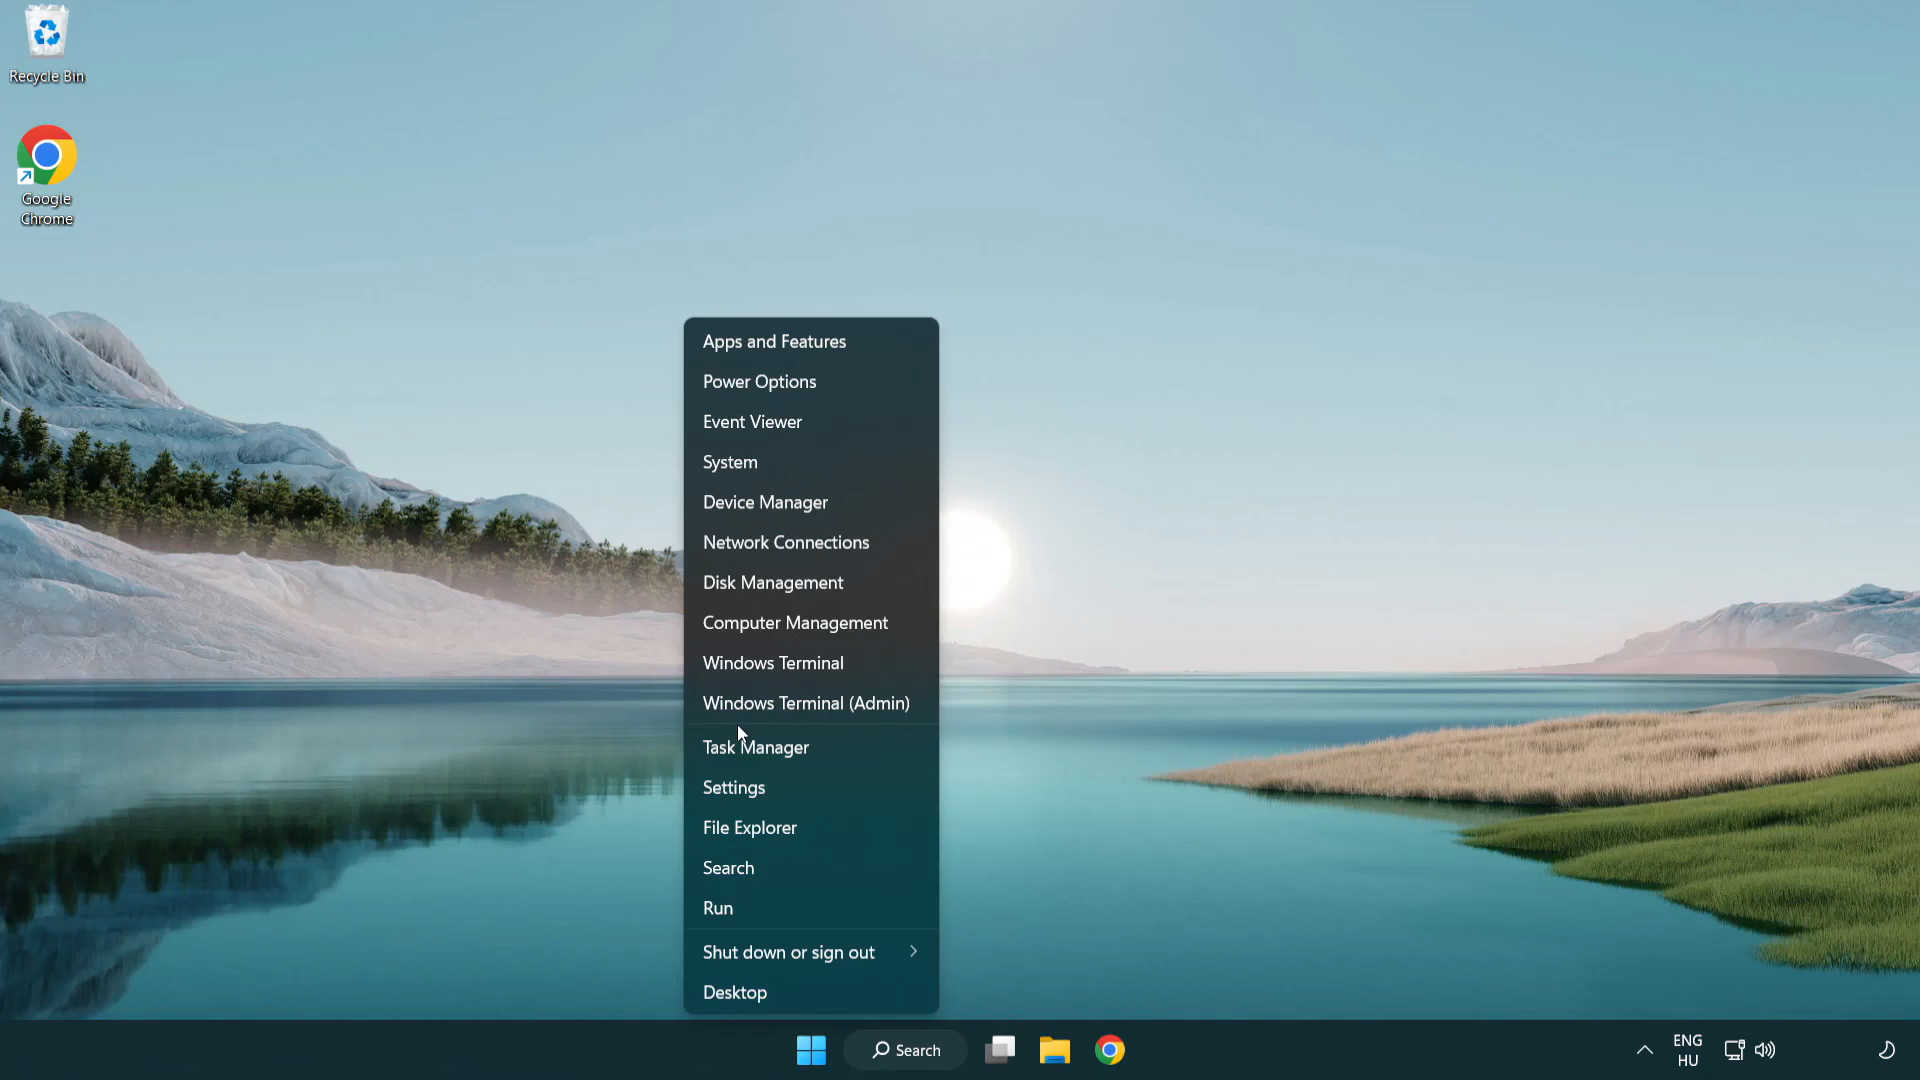 Recycle Bin
Google
Chrome
Apps and Features
Power Options
Event Viewer
System
Device Manager
Network Connections
Disk Management
Computer Management
Windows Terminal
Windows Terminal (Admin)
Task Manager
Settings
File Explorer
Search
Run
Shut down or sign out
Desktop
Search
ENG
HU